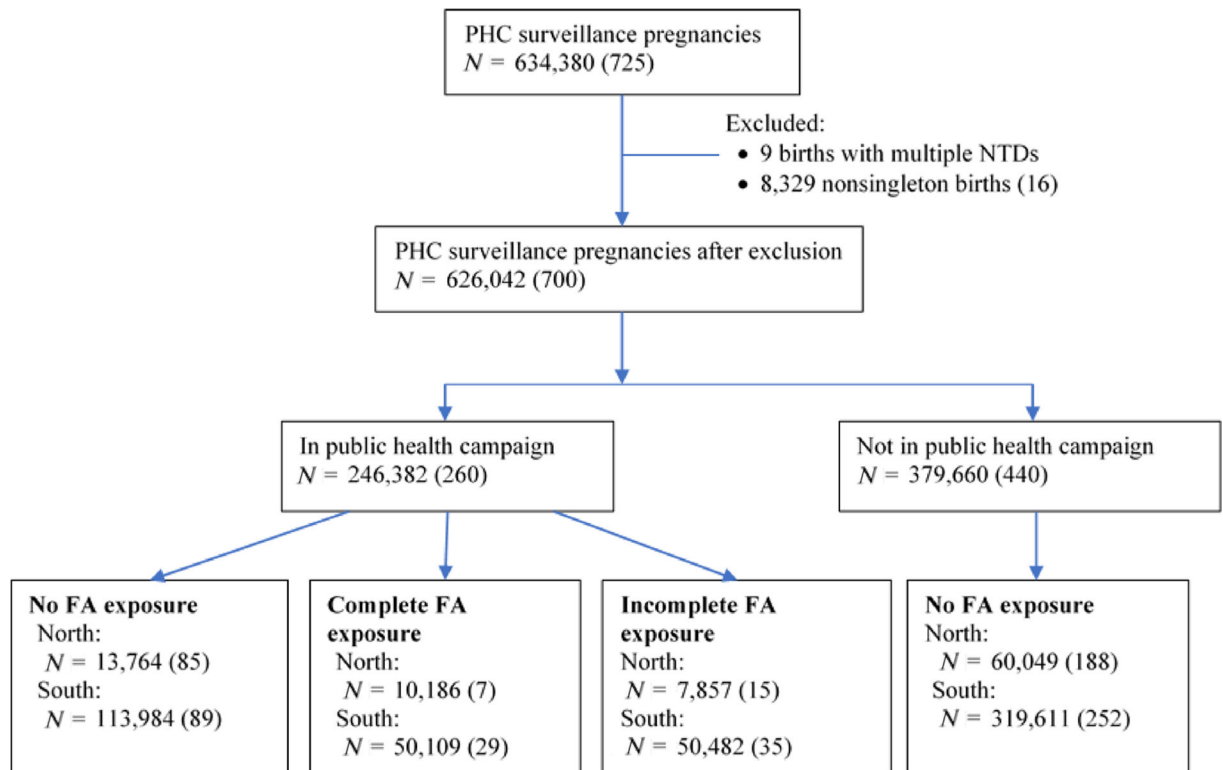 PHC surveillance pregnancies
N = 634,380 (725)
Excluded:
• 9 births with multiple NTDs
• 8,329 nonsingleton births (16)
PHC surveillance pregnancies after exclusion
N = 626,042 (700)
In public health campaign
N = 246,382 (260)
Not in public health campaign
N = 379,660 (440)
No FA exposure
North:
N = 13,764 (85)
South:
N = 113,984 (89)
Complete FA
exposure
North:
N = 10,186 (7)
South:
N = 50,109 (29)
Incomplete FA
exposure
North:
N = 7,857 (15)
South:
N = 50,482 (35)
No FA exposure
North:
N = 60,049 (188)
South:
N = 319,611 (252)